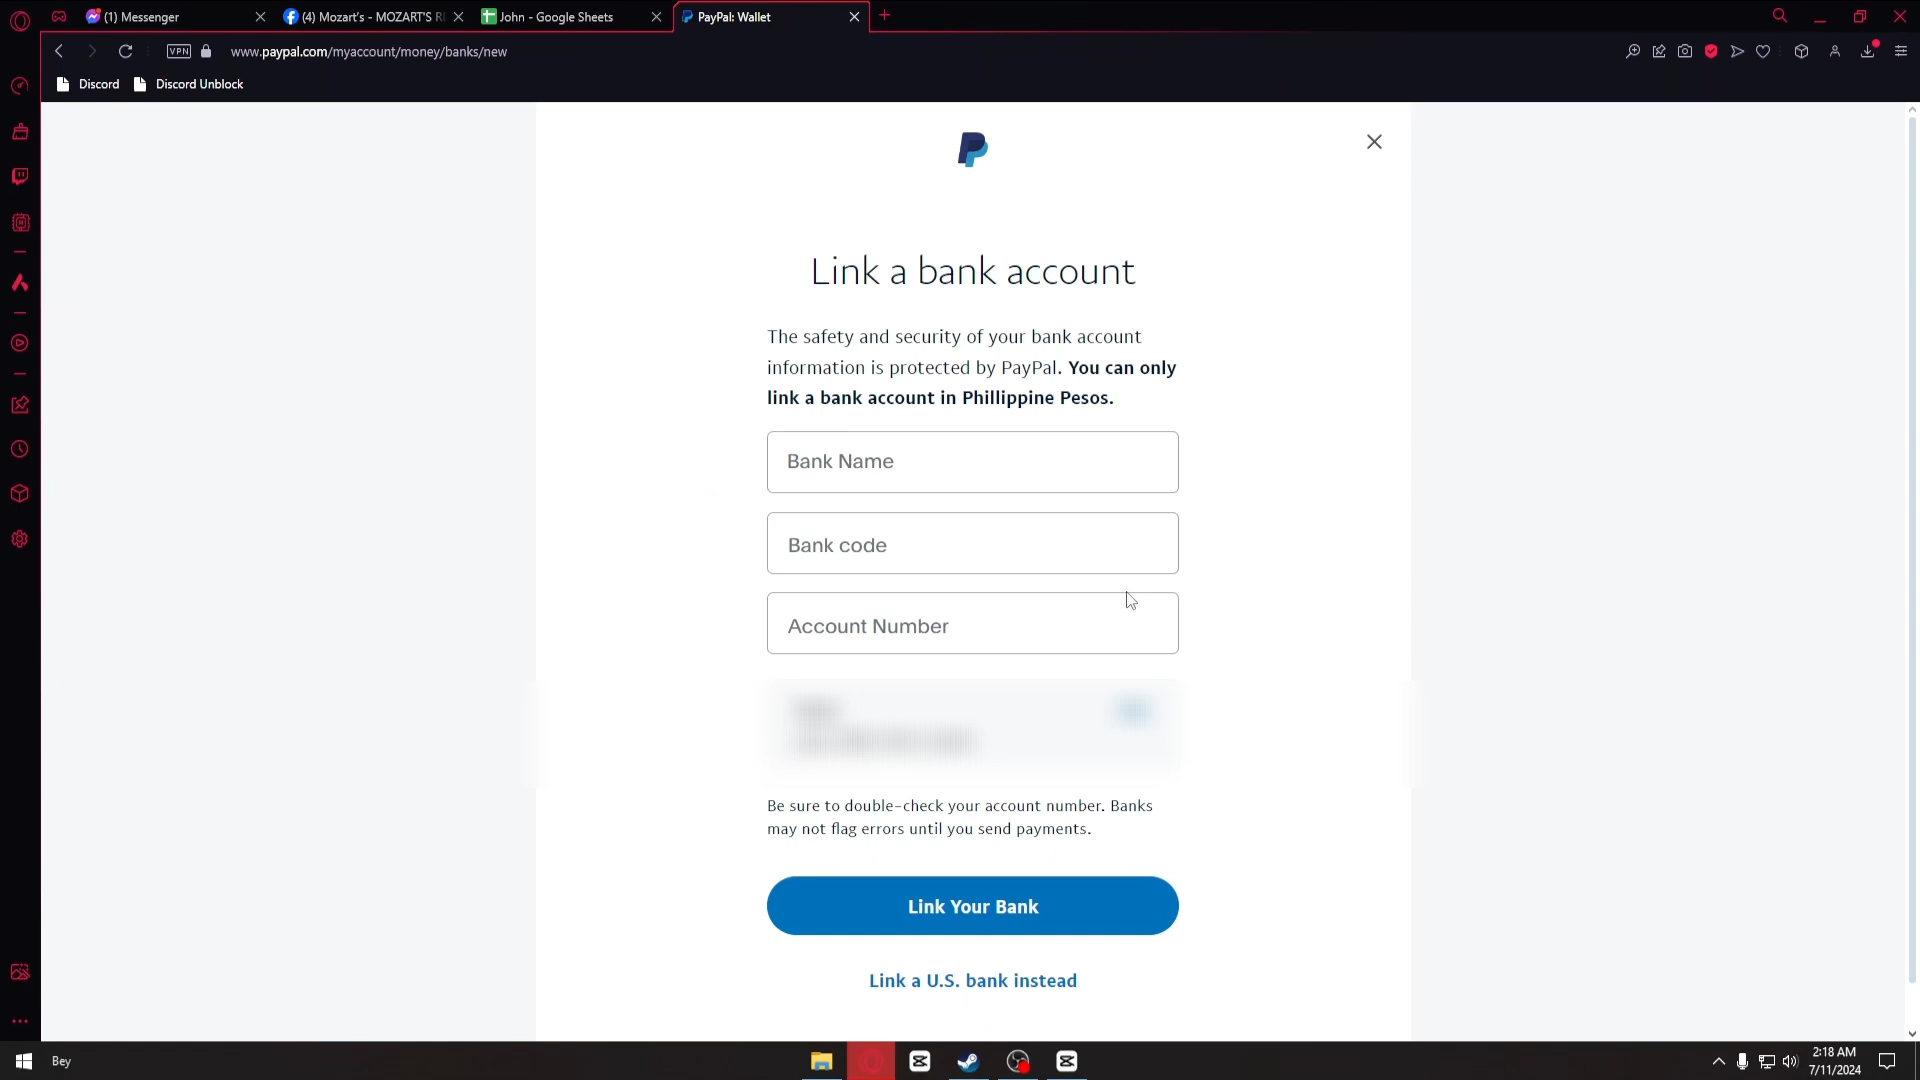 (1) Messenger
(4) Mozart's - MOZART'S R
John - Google Sheets
PayPal: Wallet
VPN
www.paypal.com/myaccount/money/banks/new
Discord
Discord Unblock
Link a bank account
The safety and security of your bank account
information is protected by PayPal. You can only
link a bank account in Phillippine Pesos.
Bank Name
Bank code
Account Number
Be sure to double-check your account number. Banks
may not flag errors until you send payments.
Link Your Bank
Link a U.S. bank instead
Bey
2:18 AM
7/11/2024